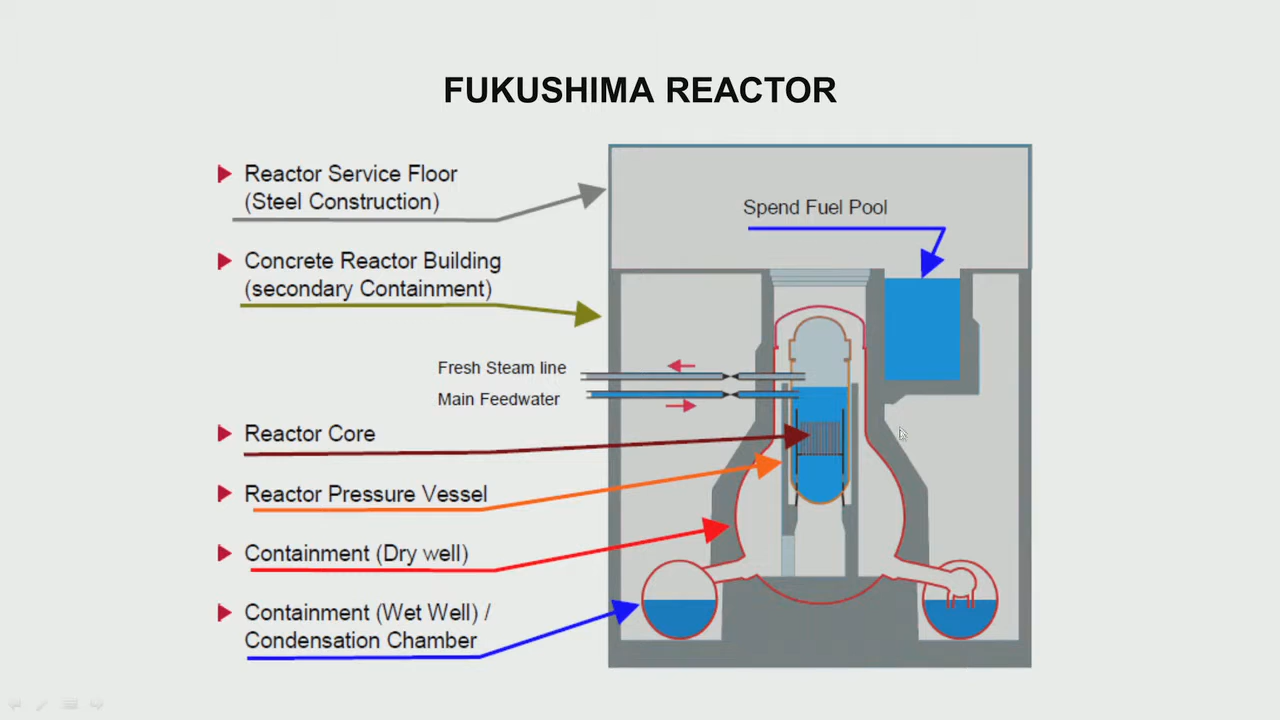 FUKUSHIMA REACTOR
Reactor Service Floor
(Steel Construction)
Spend Fuel Pool
Concrete Reactor Building
(secondary Containment)
Fresh Steam line
Main Feedwater
Reactor Core
Reactor Pressure Vessel
Containment (Dry well)
Containment (Wet Well) /
Condensation Chamber